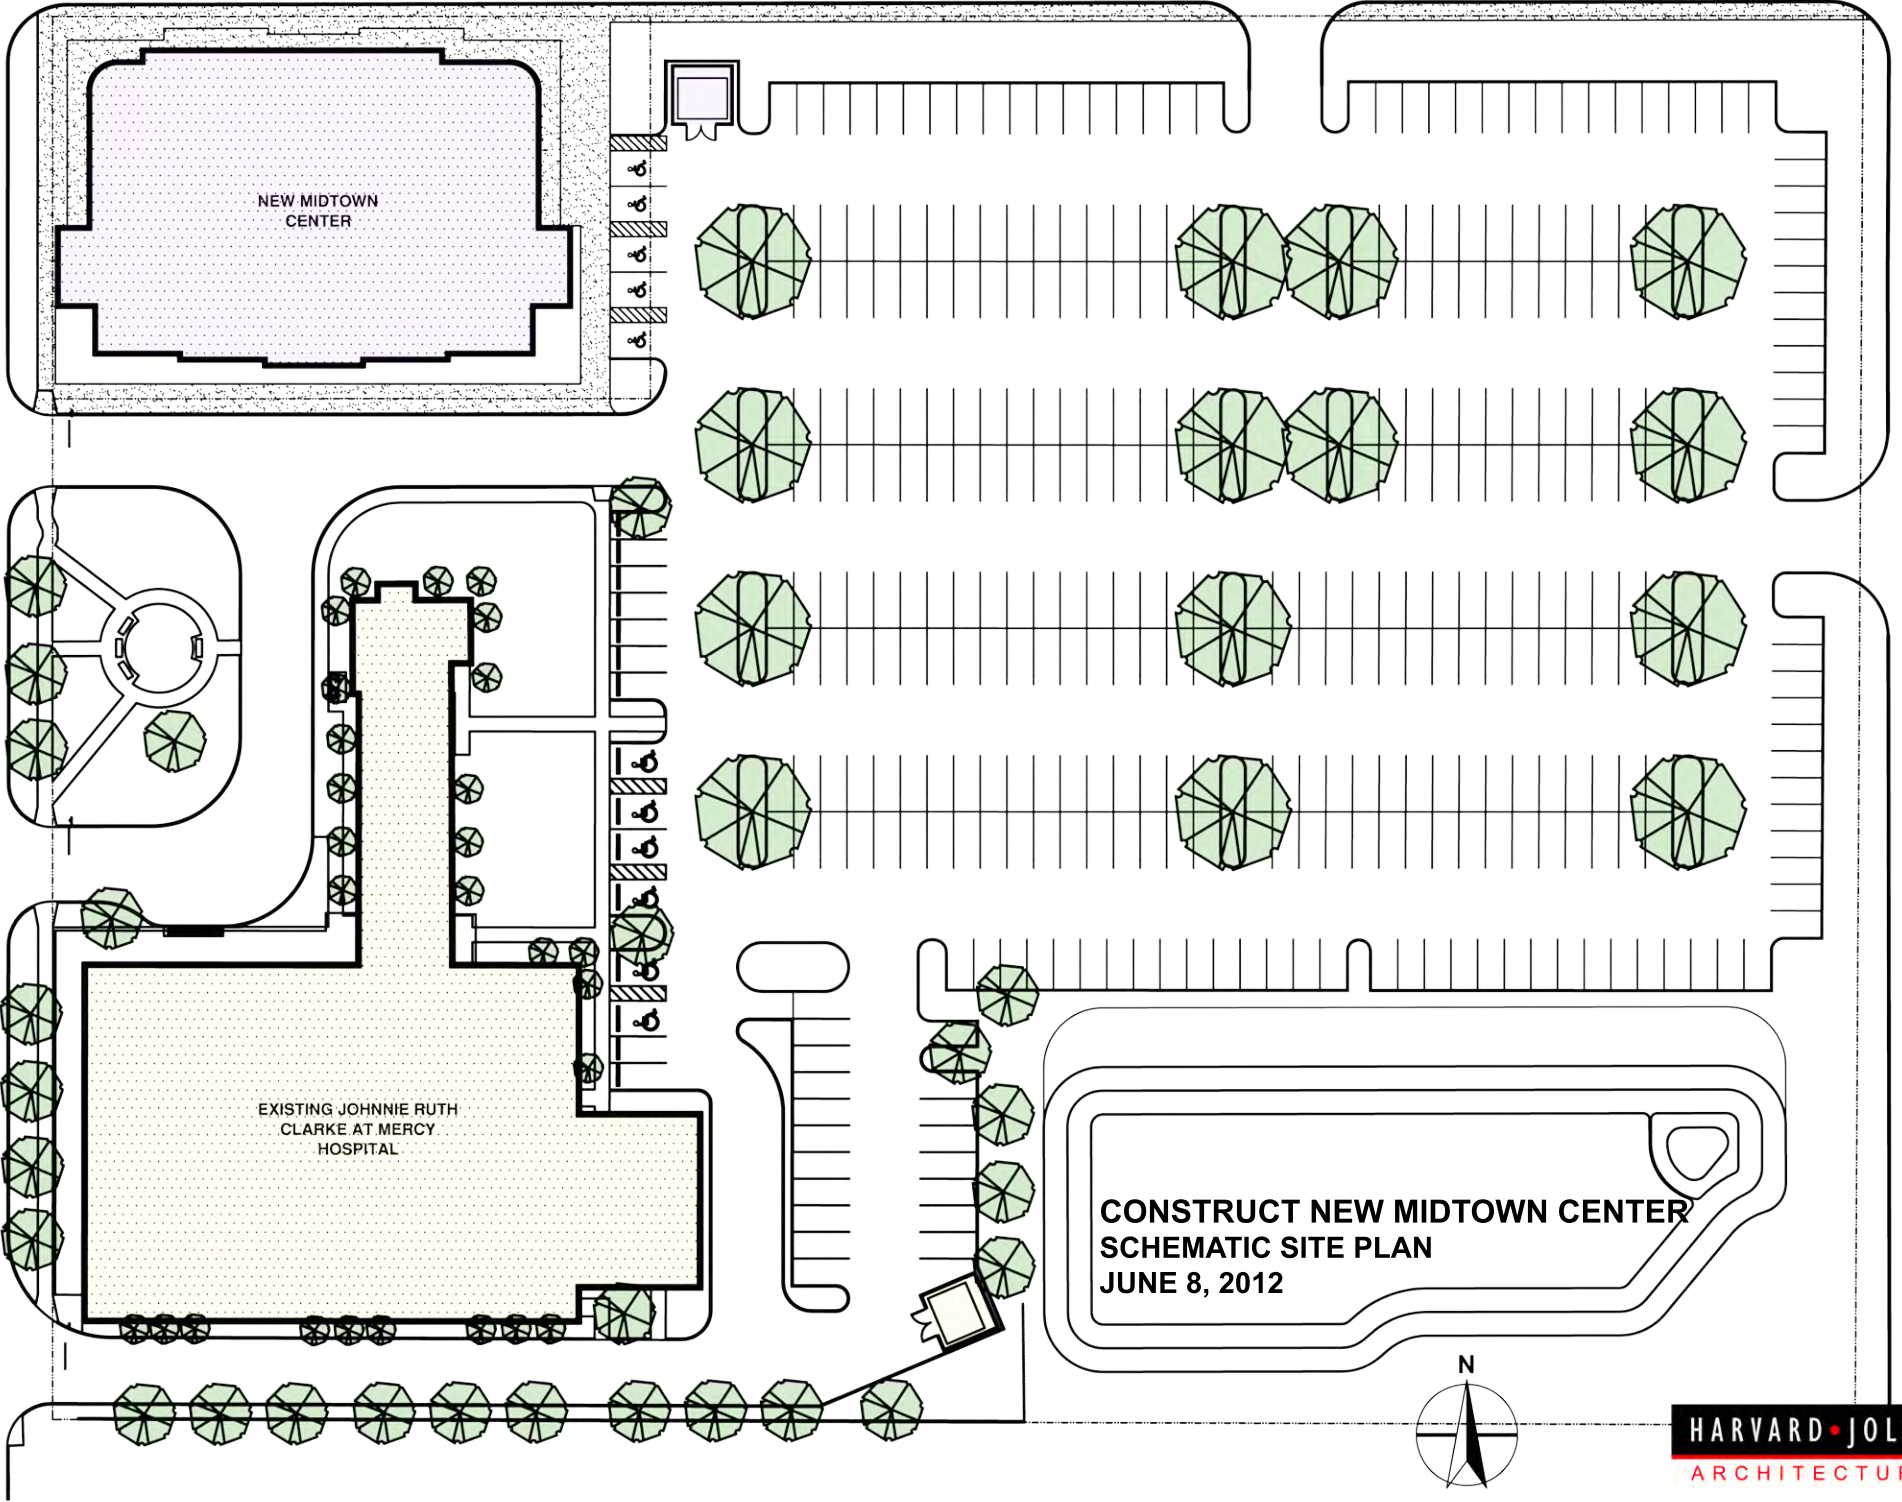 NEW MIDTOWN
CENTER
EXISTING JOHNNIE RUTH
CLARKE AT MERCY
HOSPITAL
CONSTRUCT NEW MIDTOWN CENTER
SCHEMATIC SITE PLAN
JUNE 8, 2012
N
HARVARD•JOL
ARCHITECTUR